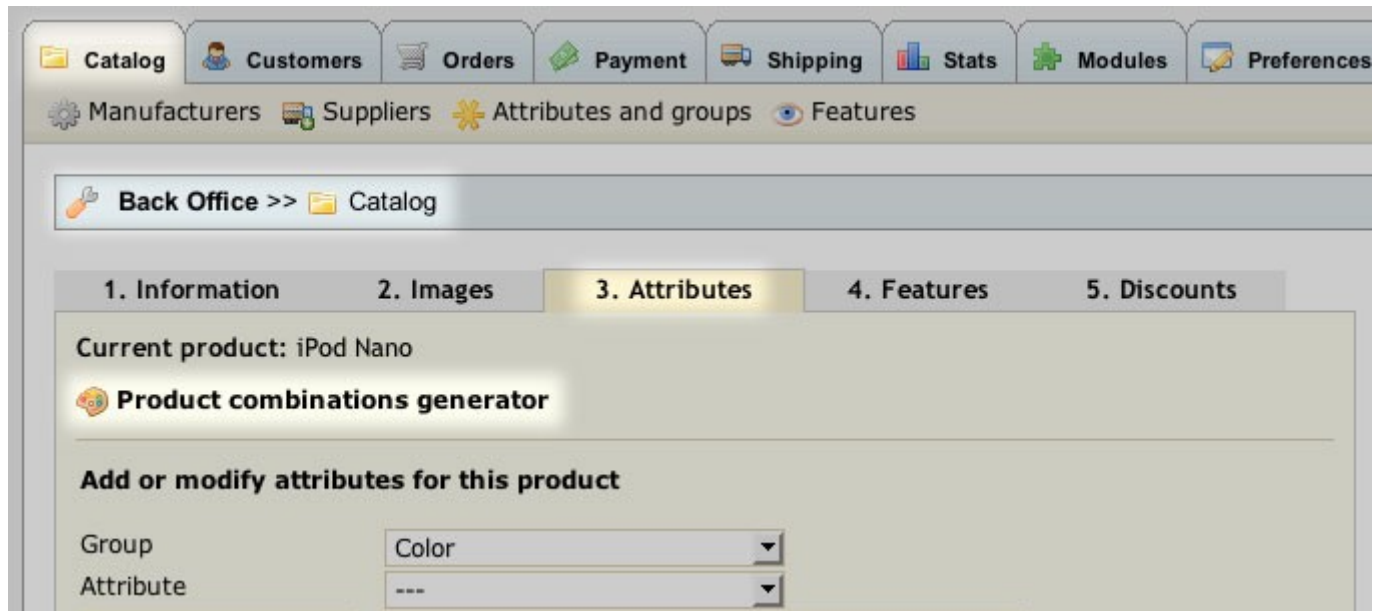 Catalog Customers Orders Payment Shipping Stats Modules Preferences
Manufacturers Suppliers Attributes and groups Features
Back Office >> Catalog
1. Information 2. Images 3. Attributes 4. Features 5. Discounts
Current product: iPod Nano
Product combinations generator
Add or modify attributes for this product
Group Color
Attribute ---